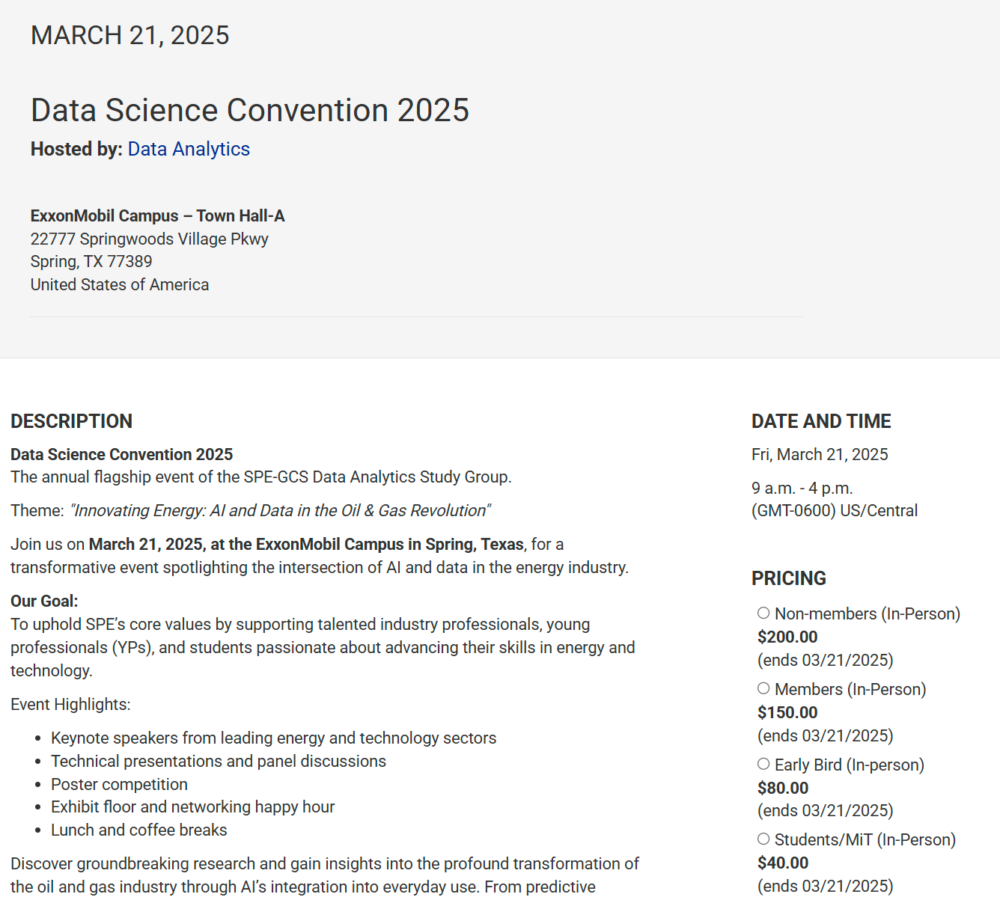 MARCH 21, 2025
Data Science Convention 2025
Hosted by: Data Analytics
ExxonMobil Campus – Town Hall-A
22777 Springwoods Village Pkwy
Spring, TX 77389
United States of America
DESCRIPTION
Data Science Convention 2025
The annual flagship event of the SPE-GCS Data Analytics Study Group.
Theme: "Innovating Energy: AI and Data in the Oil & Gas Revolution"
Join us on March 21, 2025, at the ExxonMobil Campus in Spring, Texas, for a
transformative event spotlighting the intersection of AI and data in the energy industry.
Our Goal:
To uphold SPE’s core values by supporting talented industry professionals, young
professionals (YPs), and students passionate about advancing their skills in energy and
technology.
Event Highlights:
• Keynote speakers from leading energy and technology sectors
• Technical presentations and panel discussions
• Poster competition
• Exhibit floor and networking happy hour
• Lunch and coffee breaks
Discover groundbreaking research and gain insights into the profound transformation of
the oil and gas industry through AI’s integration into everyday use. From predictive
DATE AND TIME
Fri, March 21, 2025
9 a.m. - 4 p.m.
(GMT-0600) US/Central
PRICING
Non-members (In-Person)
$200.00
(ends 03/21/2025)
Members (In-Person)
$150.00
(ends 03/21/2025)
Early Bird (In-person)
$80.00
(ends 03/21/2025)
Students/MiT (In-Person)
$40.00
(ends 03/21/2025)